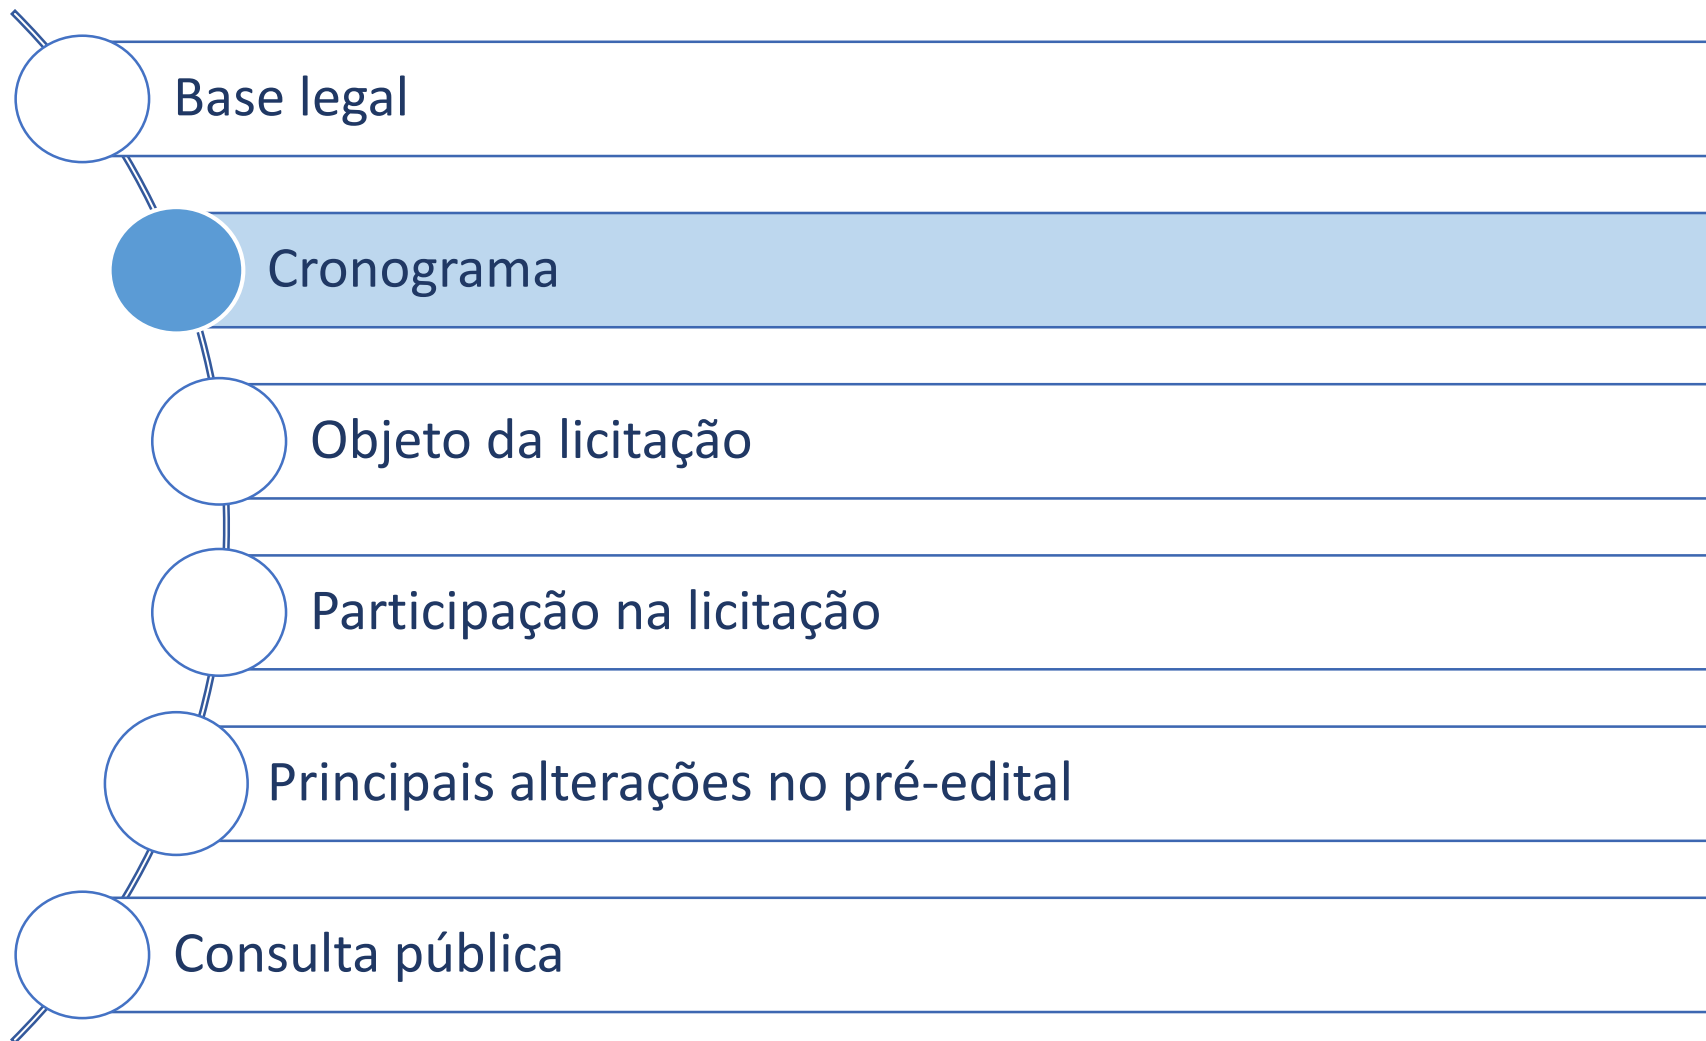 Base legal
Cronograma
Objeto da licitação
Participação na licitação
Principais alterações no pré-edital
Consulta pública